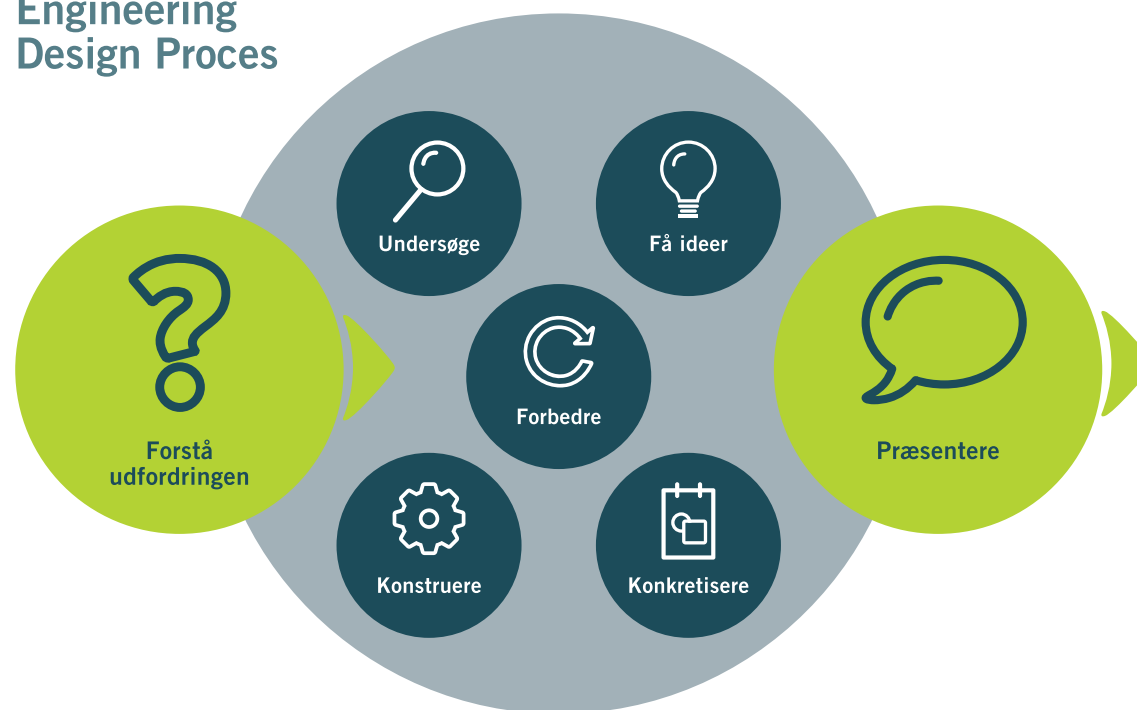 Engineering
Design Proces
Undersøge
Få ideer
Forbedre
Forstå
udfordringen
Præsentere
Konstruere
Konkretisere